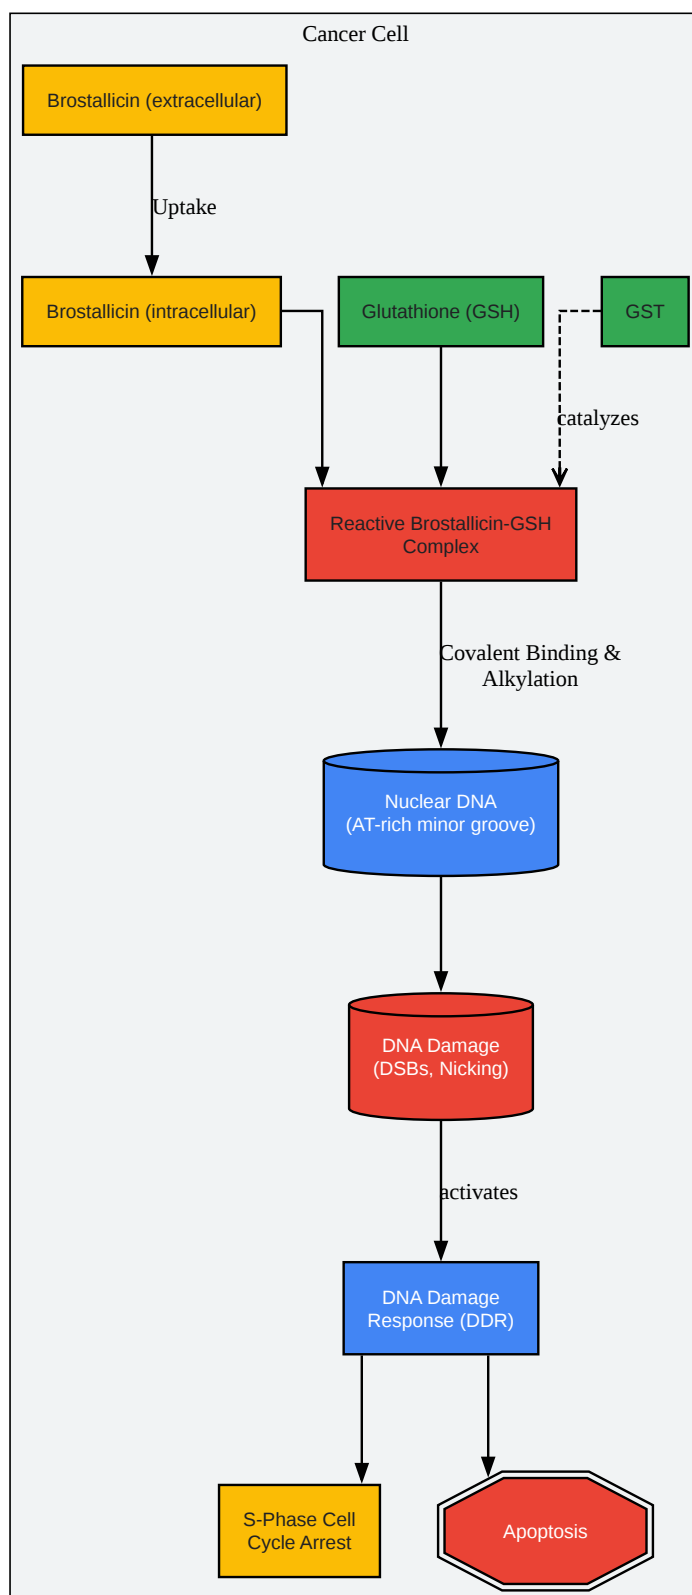 Cancer Cell
Brostallicin (extracellular)
Uptake
Brostallicin (intracellular)
Glutathione (GSH)
GST
catalyzes
Reactive Brostallicin-GSH
Complex
Covalent Binding &
Alkylation
Nuclear DNA
(AT-rich minor groove)
DNA Damage
(DSBs, Nicking)
activates
DNA Damage
Response (DDR)
S-Phase Cell
Cycle Arrest
Apoptosis